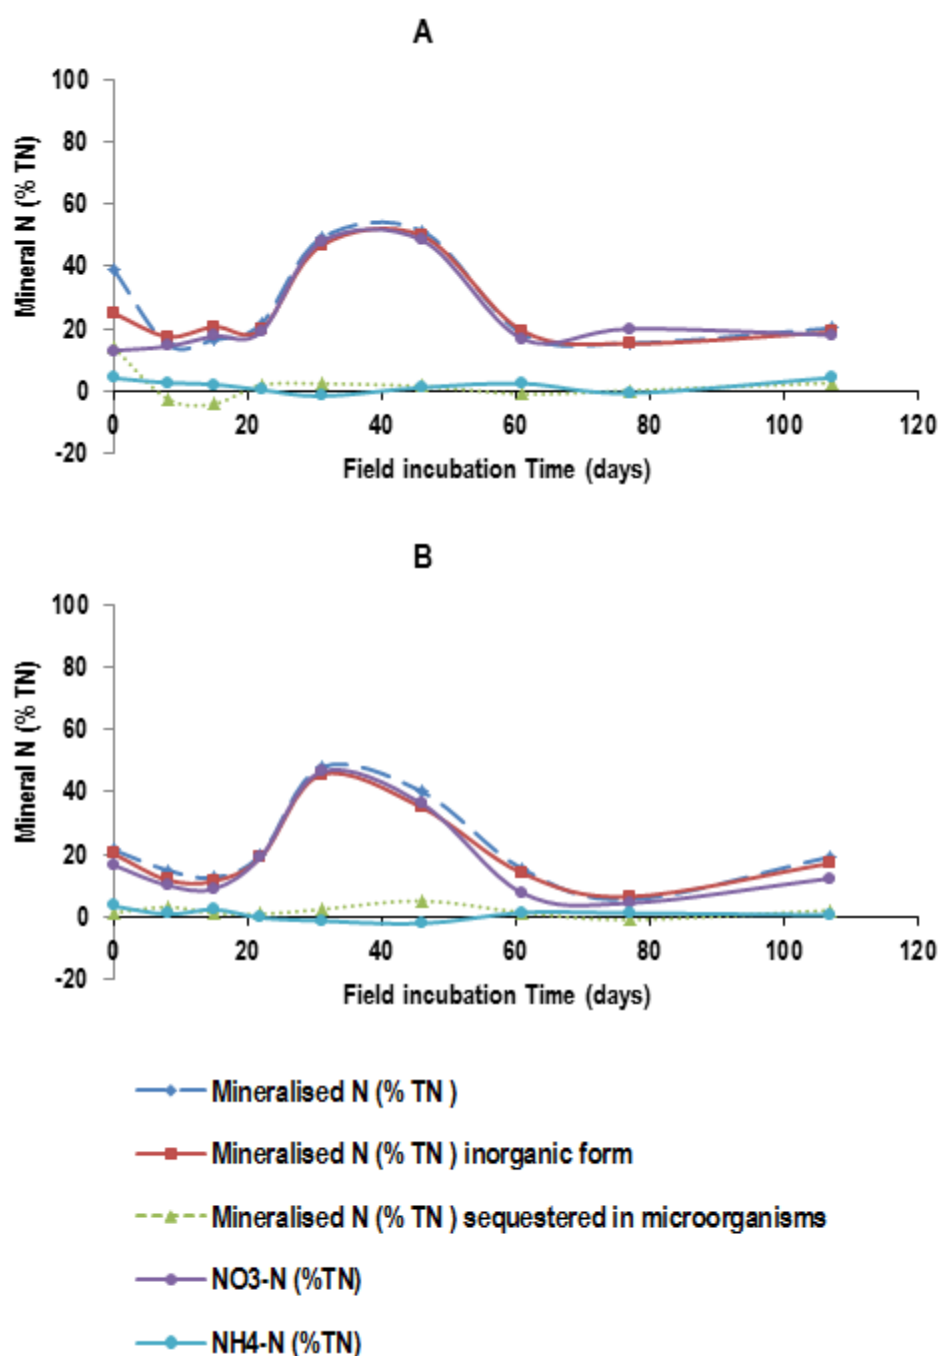 A
100
80
60
40
20
0
-20
Mineral N (% TN)
0 20 40 60 80 100 120
Field incubation Time (days)
B
100
80
60
40
20
0
-20
Mineral N (% TN)
0 20 40 60 80 100 120
Field incubation Time (days)
Mineralised N (% TN )
Mineralised N (% TN ) inorganic form
Mineralised N (% TN ) sequestered in microorganisms
NO3-N (%TN)
NH4-N (%TN)